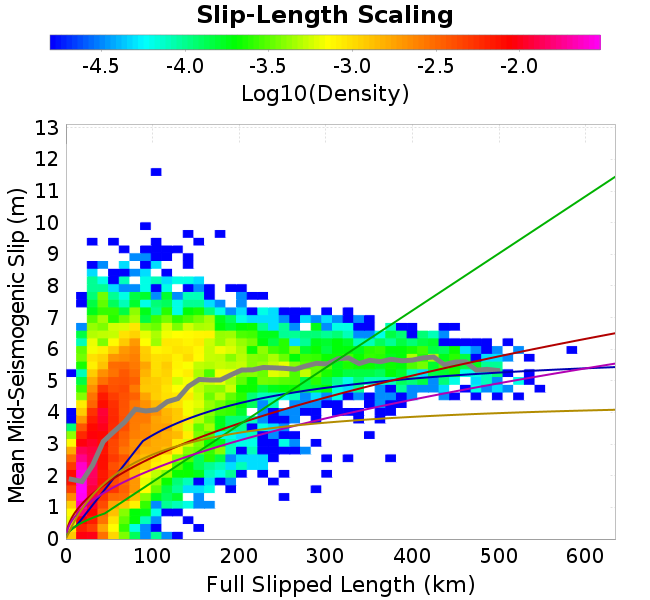 Slip-Length Scaling
-4.5 -4.0 -3.5 -3.0 -2.5 -2.0
Log10(Density)
Mean Mid-Seismogenic Slip (m)
13
12
11
10
9
8
7
6
5
4
3
2
1
0
0 100 200 300 400 500 600
Full Slipped Length (km)